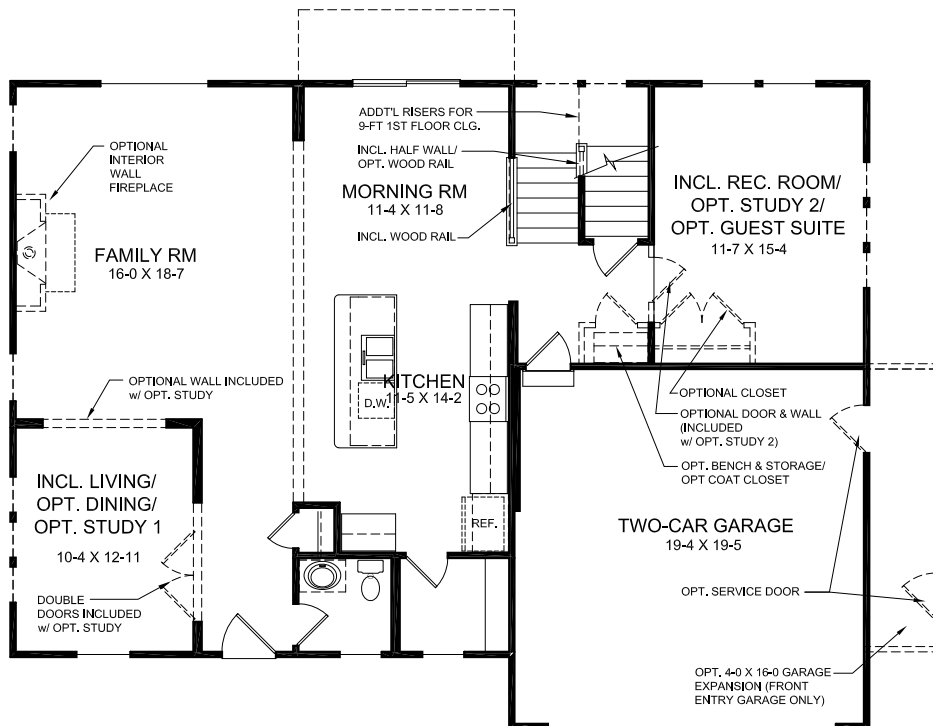 ADDT'L RISERS FOR
9-FT 1ST FLOOR CLG.
OPTIONAL
INTERIOR
WALL
FIREPLACE
INCL. HALF WALL/
OPT. WOOD RAIL
MORNING RM
11-4 X 11-8
INCL. WOOD RAIL
INCL. REC. ROOM/
OPT. STUDY 2/
OPT. GUEST SUITE
11-7 X 15-4
FAMILY RM
16-0 X 18-7
OPTIONAL WALL INCLUDED
w/ OPT. STUDY
KITCHEN
11-5 X 14-2
D.W.
OPTIONAL CLOSET
OPTIONAL DOOR & WALL
(INCLUDED
w/ OPT. STUDY 2)
OPT. BENCH & STORAGE/
OPT COAT CLOSET
INCL. LIVING/
OPT. DINING/
OPT. STUDY 1
10-4 X 12-11
REF.
TWO-CAR GARAGE
19-4 X 19-5
DOUBLE
DOORS INCLUDED
w/ OPT. STUDY
OPT. SERVICE DOOR
OPT. 4-0 X 16-0 GARAGE
EXPANSION (FRONT
ENTRY GARAGE ONLY)